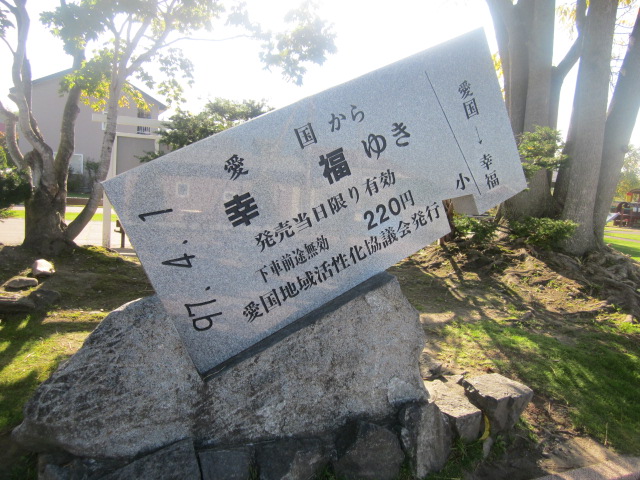 97.4.-1
愛国から
幸福ゆき
発売当日限り有効
下車前途無効 220円
愛国地域活性化協議会発行
愛国→幸福
小